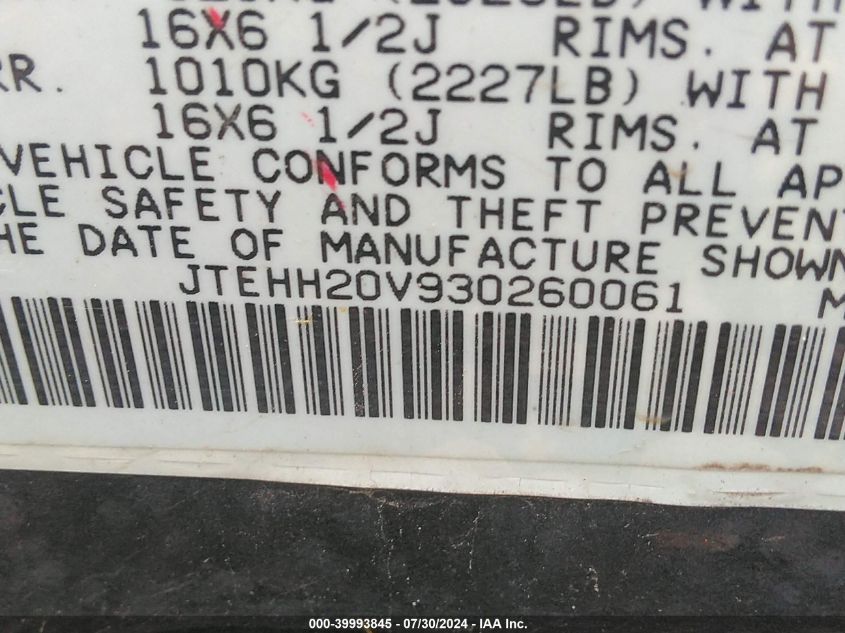 16X6 1/2J RIMS. AT
RR. 1010KG (2227LB) WITH
16X6 1/2J RIMS. AT
VEHICLE CONFORMS TO ALL AP
CLE SAFETY AND THEFT PREVENT
HE DATE OF MANUFACTURE SHOWN
JTEHH20V930260061 M
000-39993845 / 07/30/2024 - IAA Inc.